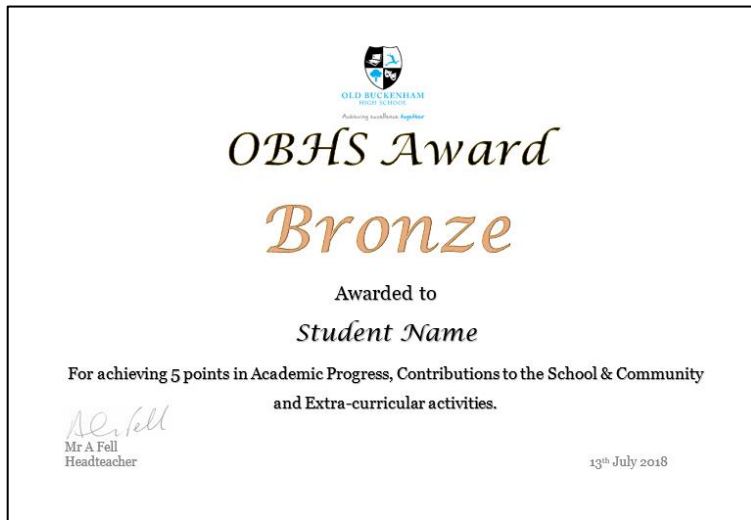 OLD BUCKENHAM
HIGH SCHOOL
Achieving excellence together
OBHS Award
Bronze
Awarded to
Student Name
For achieving 5 points in Academic Progress, Contributions to the School & Community
and Extra-curricular activities.
A Fell
Mr A Fell
Headteacher
13th July 2018